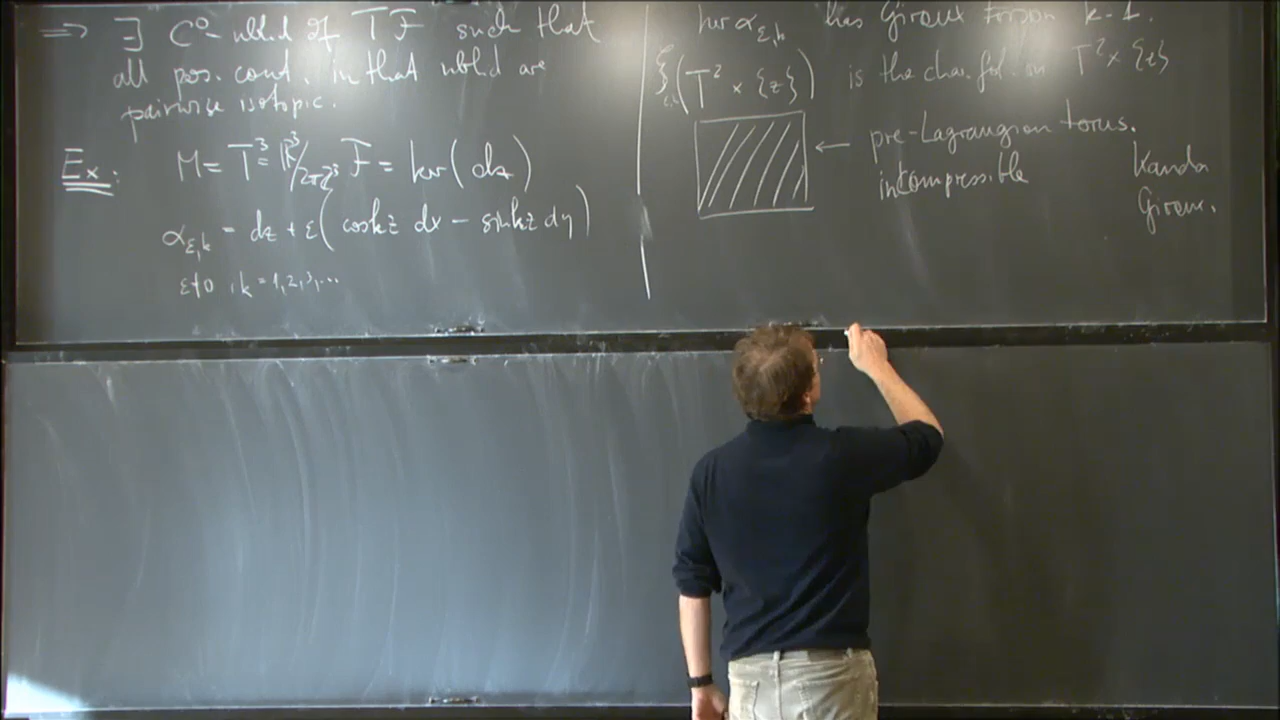 ⟹ ∃ C⁰-nbhd of TF such that
all pos. cont. in that nbhd are
pairwise isotopic.
Ex: M = T³ = ℝ³/2πℤ³ F = ker(dz)
α_{ε,k} = dz + ε(cos kz dx − sin kz dy)
ε≠0, k=1,2,3,...
ker α_{ε,k} has Giroux torsion k-1.
ξ_{ε,k}(T² × {z}) is the char. fol. on T² × {z}
← pre-Lagrangian torus.
incompressible
Kanda
Giroux.